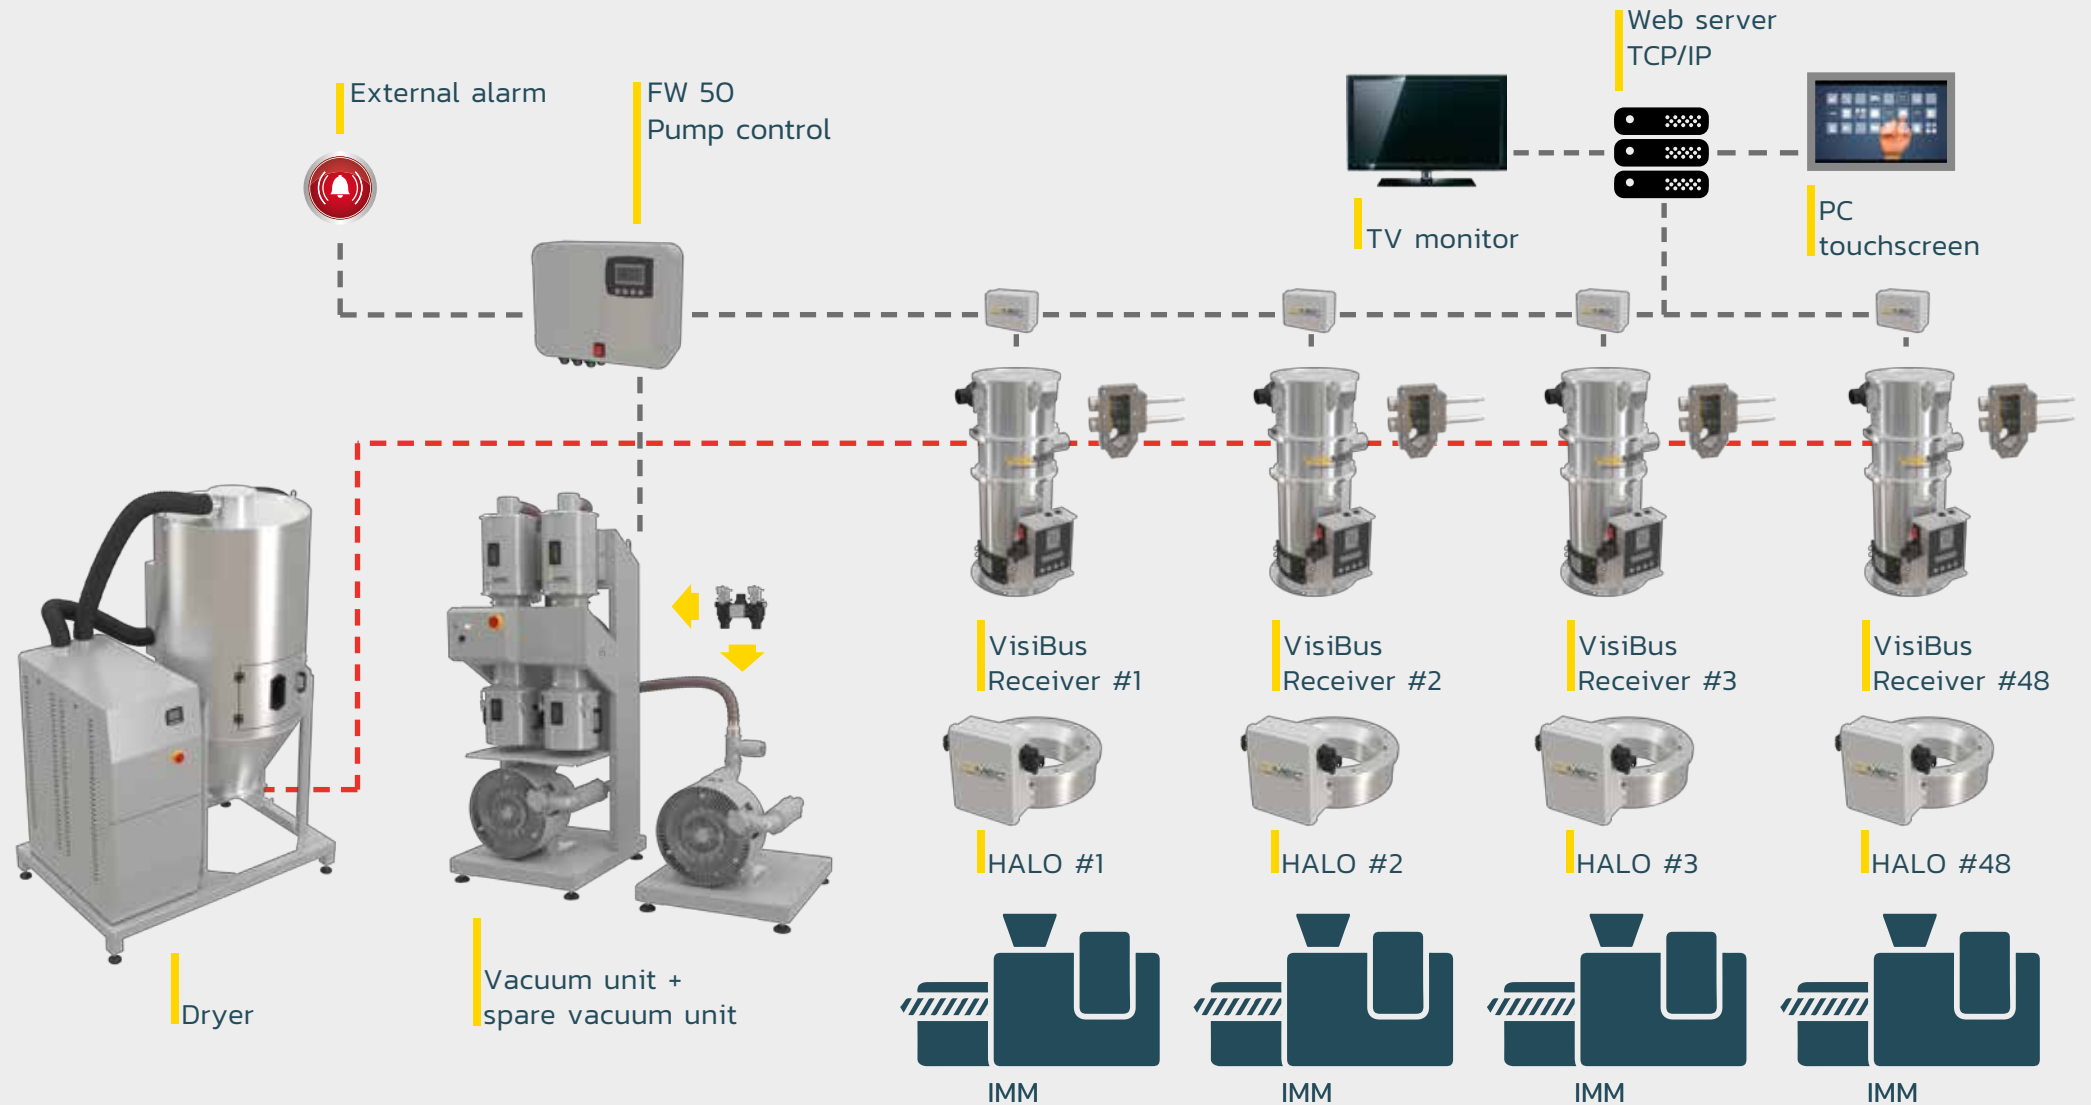 Web server
TCP/IP
External alarm
FW 50
Pump control
TV monitor
PC
touchscreen
VisiBus
Receiver #1
VisiBus
Receiver #2
VisiBus
Receiver #3
VisiBus
Receiver #48
HALO #1
HALO #2
HALO #3
HALO #48
Dryer
Vacuum unit +
spare vacuum unit
IMM
IMM
IMM
IMM